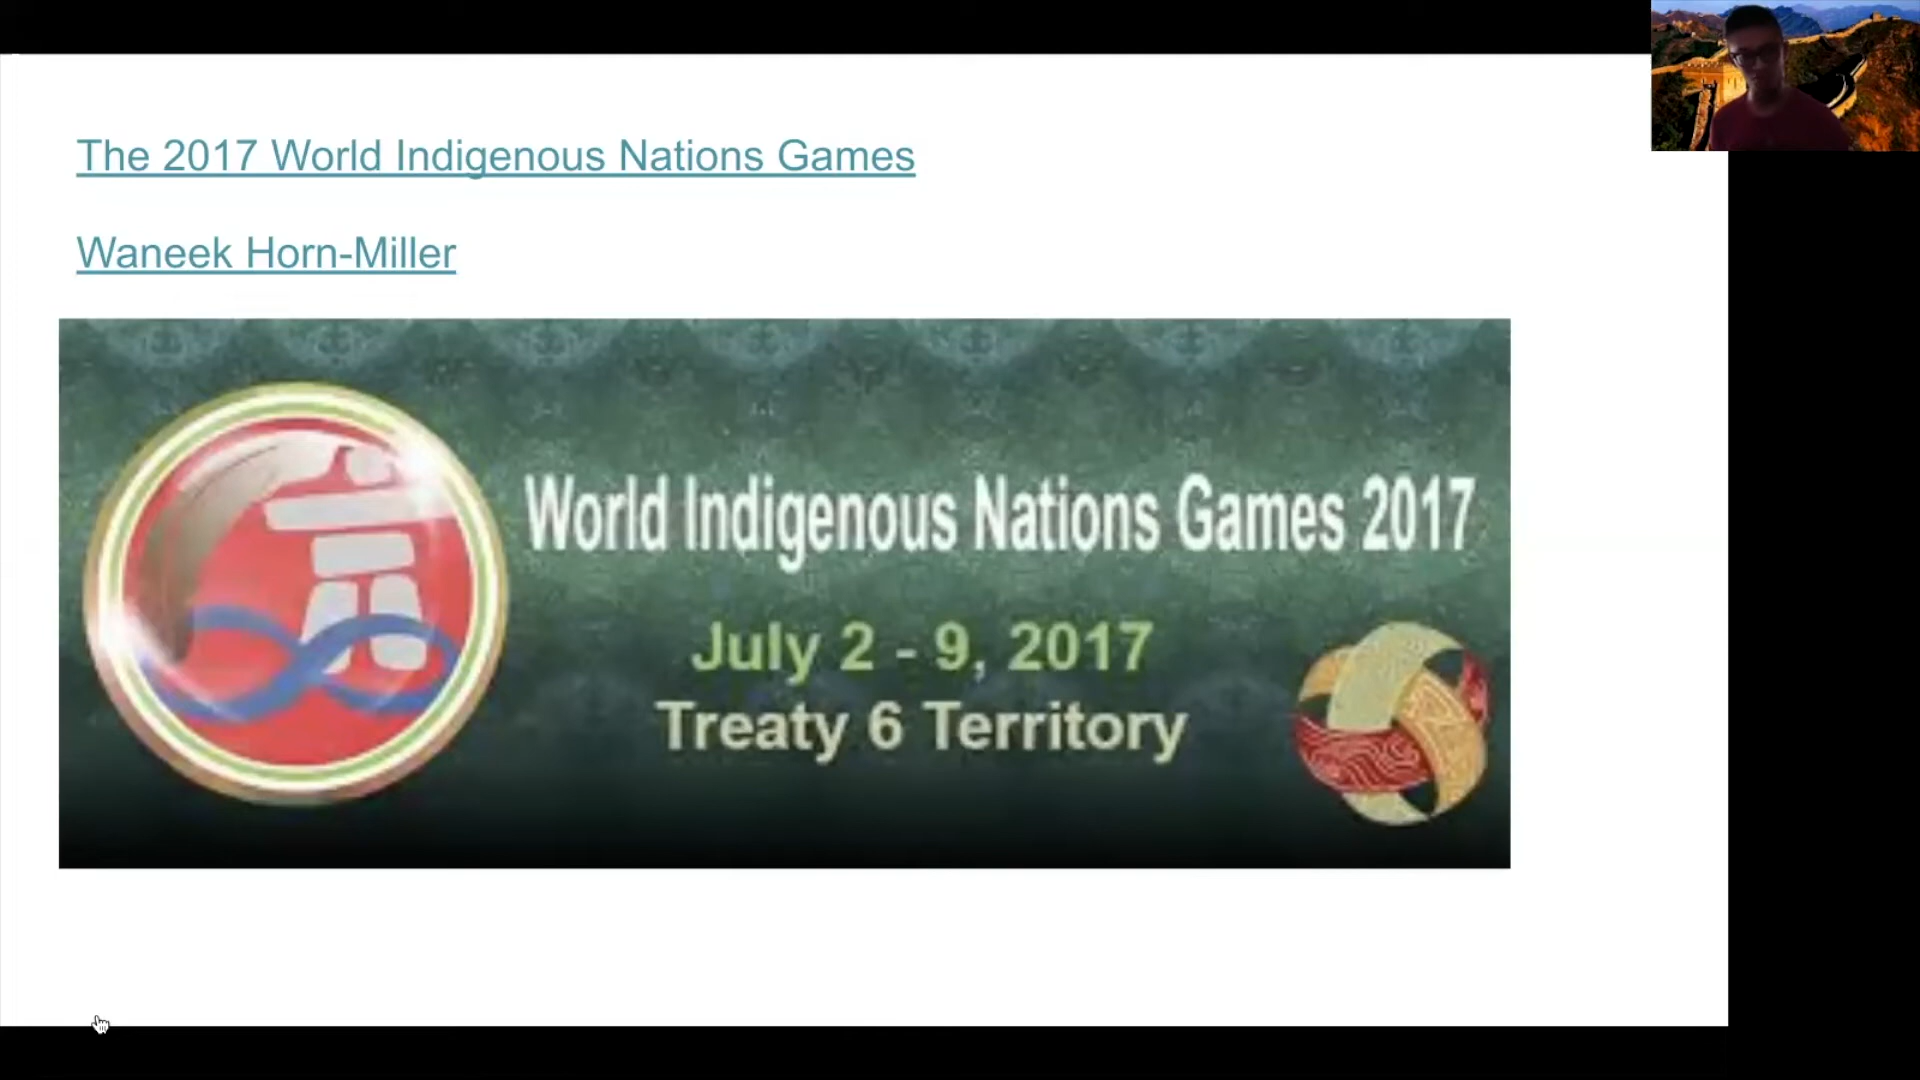 The 2017 World Indigenous Nations Games
Waneek Horn-Miller
World Indigenous Nations Games 2017
July 2 - 9, 2017
Treaty 6 Territory